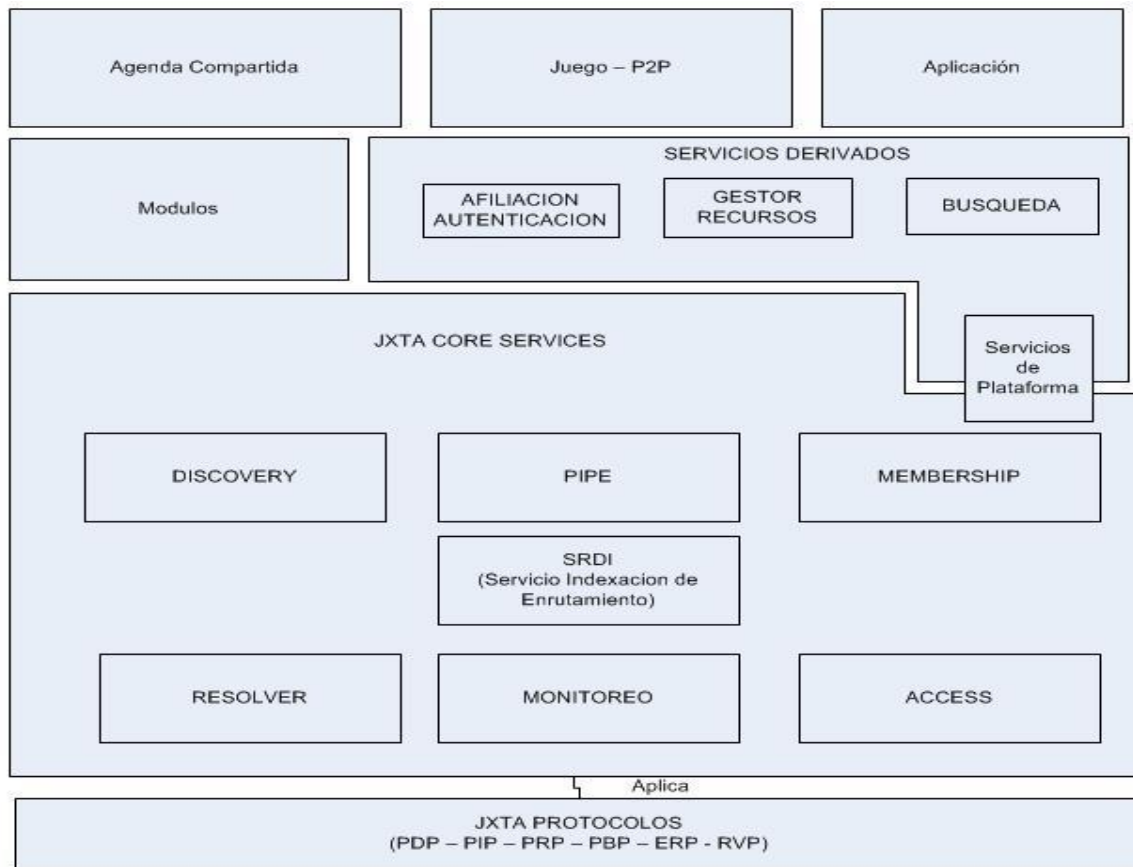 Agenda Compartida
Juego – P2P
Aplicación
Modulos
SERVICIOS DERIVADOS
AFILIACION
AUTENTICACION
GESTOR
RECURSOS
BUSQUEDA
JXTA CORE SERVICES
Servicios
de
Plataforma
DISCOVERY
PIPE
MEMBERSHIP
SRDI
(Servicio Indexacion de
Enrutamiento)
RESOLVER
MONITOREO
ACCESS
Aplica
JXTA PROTOCOLOS
(PDP – PIP – PRP – PBP – ERP - RVP)